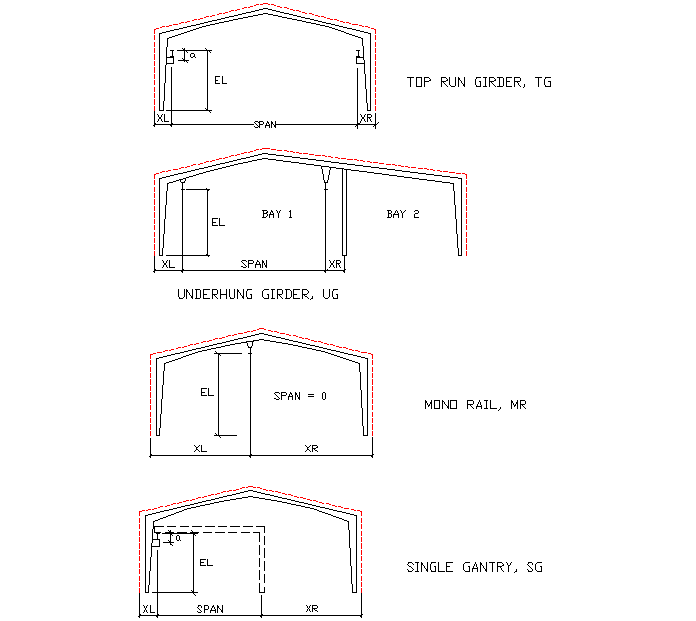 a
EL
TOP RUN GIRDER, TG
XL
SPAN
XR
BAY 1
BAY 2
EL
XL
SPAN
XR
UNDERHUNG GIRDER, UG
EL
SPAN = 0
MONO RAIL, MR
XL
XR
a
EL
SINGLE GANTRY, SG
XL
SPAN
XR